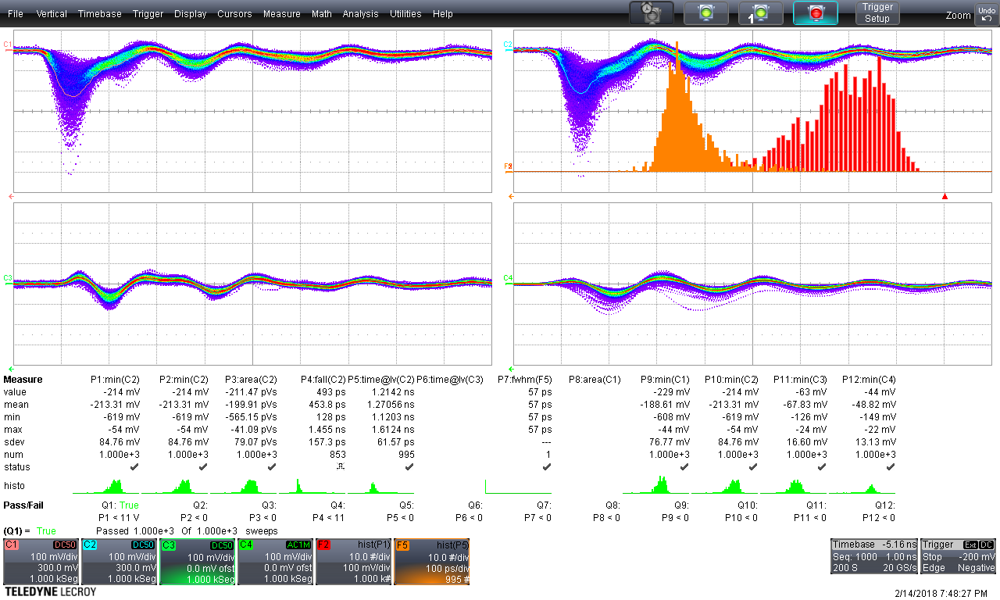 File Vertical Timebase Trigger Display Cursors Measure Math Analysis Utilities Help 1 Trigger Setup Zoom Undo
C1 C2
C3 C4
Measure P1:min(C2) P2:min(C2) P3:area(C2) P4:fall(C2) P5:time@lv(C2) P6:time@lv(C3) P7:fwhm(F5) P8:area(C1) P9:min(C1) P10:min(C2) P11:min(C3) P12:min(C4)
value -214 mV -214 mV -211.47 pVs 493 ps 1.2142 ns 57 ps -229 mV -214 mV -63 mV -44 mV
mean -213.31 mV -213.31 mV -199.91 pVs 453.8 ps 1.27056 ns 57 ps -188.61 mV -213.31 mV -67.83 mV -48.82 mV
min -619 mV -619 mV -565.15 pVs 128 ps 1.1203 ns 57 ps -608 mV -619 mV -126 mV -149 mV
max -54 mV -54 mV -41.09 pVs 1.455 ns 1.6124 ns 57 ps -44 mV -54 mV -24 mV -22 mV
sdev 84.76 mV 84.76 mV 79.07 pVs 157.3 ps 61.57 ps --- 76.77 mV 84.76 mV 16.60 mV 13.13 mV
num 1.000e+3 1.000e+3 1.000e+3 853 995 1 1.000e+3 1.000e+3 1.000e+3 1.000e+3
status
histo
Pass/Fail Q1: True Q2: Q3: Q4: Q5: Q6: Q7: Q8: Q9: Q10: Q11: Q12:
P1 < 11 V P2 < 0 P3 < 0 P4 < 11 P5 < 0 P6 < 0 P7 < 0 P8 < 0 P9 < 0 P10 < 0 P11 < 0 P12 < 0
(Q1) = True Passed 1.000e+3 Of 1.000e+3 sweeps
C1 DC50 C2 DC50 C3 DC50 C4 AC1M F2 hist(P1) F5 hist(P5) Timebase -5.16 ns Trigger Ext DC
100 mV/div 100 mV/div 100 mV/div 100 mV/div 10.0 #/div 10.0 #/div Seq: 1000 1.00 ns Stop -200 mV
300.0 mV 300.0 mV 0.0 mV ofst 0.0 mV ofst 100 mV/div 100 ps/div 200 S 20 GS/s Edge Negative
1.000 kSeg 1.000 kSeg 1.000 kSeg 1.000 kSeg 1.000 k# 995 #
TELEDYNE LECROY 2/14/2018 7:48:27 PM